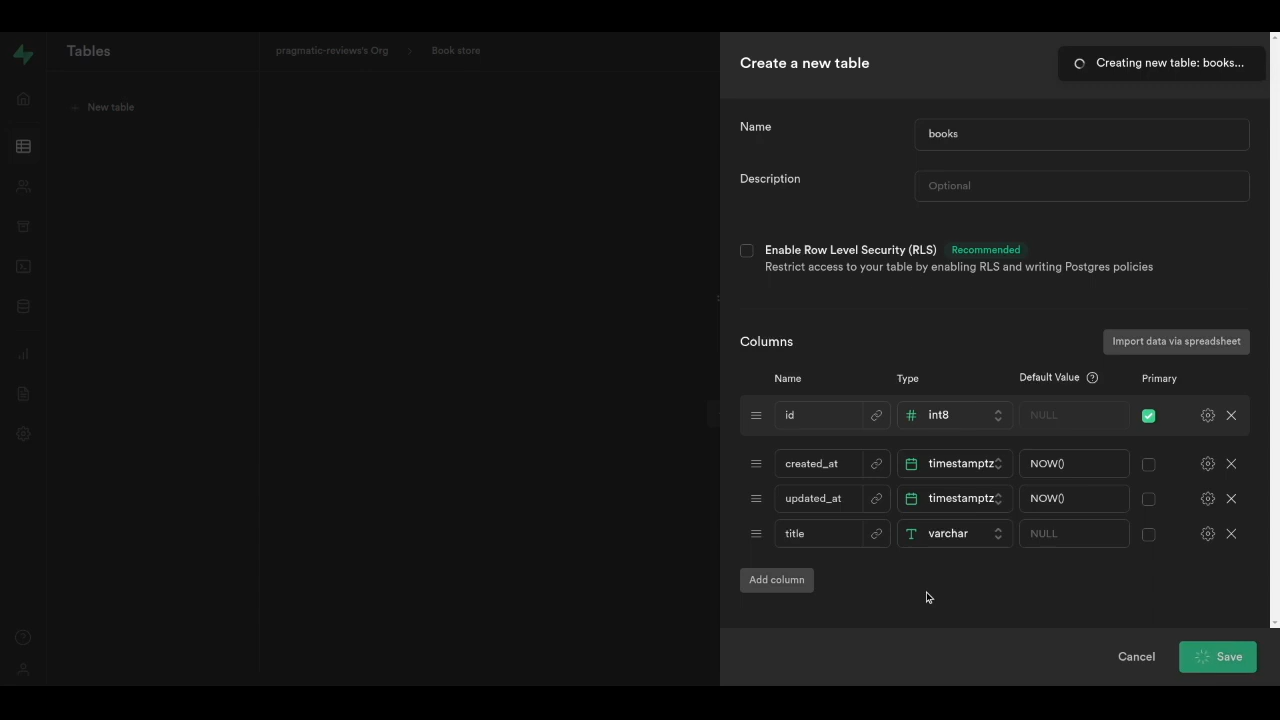 Tables
pragmatic-reviews's Org > Book store
New table
Create a new table
Creating new table: books...
Name
books
Description
Optional
Enable Row Level Security (RLS) Recommended
Restrict access to your table by enabling RLS and writing Postgres policies
Columns
Import data via spreadsheet
Name Type Default Value Primary
id int8 NULL
created_at timestamptz NOW()
updated_at timestamptz NOW()
title varchar NULL
Add column
Cancel Save